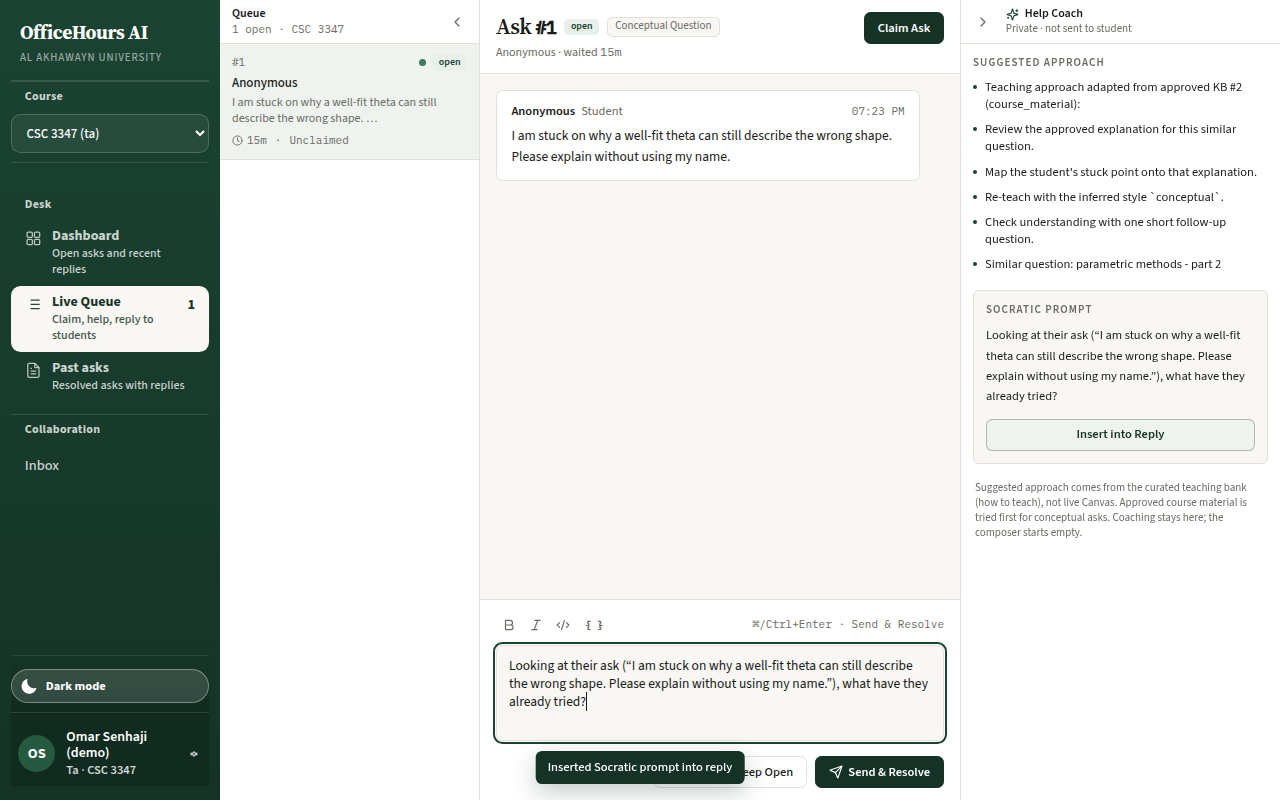 OfficeHours AI
AL AKHAWAYN UNIVERSITY
Course
CSC 3347 (ta)
Desk
Dashboard
Open asks and recent
replies
Live Queue
1
Claim, help, reply to
students
Past asks
Resolved asks with replies
Collaboration
Inbox
Dark mode
OS
Omar Senhaji
(demo)
Ta · CSC 3347
Queue
1 open · CSC 3347
#1
open
Anonymous
I am stuck on why a well-fit theta can still
describe the wrong shape. …
15m · Unclaimed
Ask #1
open
Conceptual Question
Claim Ask
Anonymous · waited 15m
Anonymous Student
07:23 PM
I am stuck on why a well-fit theta can still describe the wrong shape.
Please explain without using my name.
⌘/Ctrl+Enter · Send & Resolve
Looking at their ask (“I am stuck on why a well-fit theta can still describe
the wrong shape. Please explain without using my name.”), what have they
already tried?
Inserted Socratic prompt into reply
eep Open
Send & Resolve
Help Coach
Private · not sent to student
SUGGESTED APPROACH
Teaching approach adapted from approved KB #2
(course_material):
Review the approved explanation for this similar
question.
Map the student's stuck point onto that explanation.
Re-teach with the inferred style `conceptual`.
Check understanding with one short follow-up
question.
Similar question: parametric methods - part 2
SOCRATIC PROMPT
Looking at their ask (“I am stuck on why a well-fit
theta can still describe the wrong shape. Please
explain without using my name.”), what have they
already tried?
Insert into Reply
Suggested approach comes from the curated teaching bank
(how to teach), not live Canvas. Approved course material is
tried first for conceptual asks. Coaching stays here; the
composer starts empty.